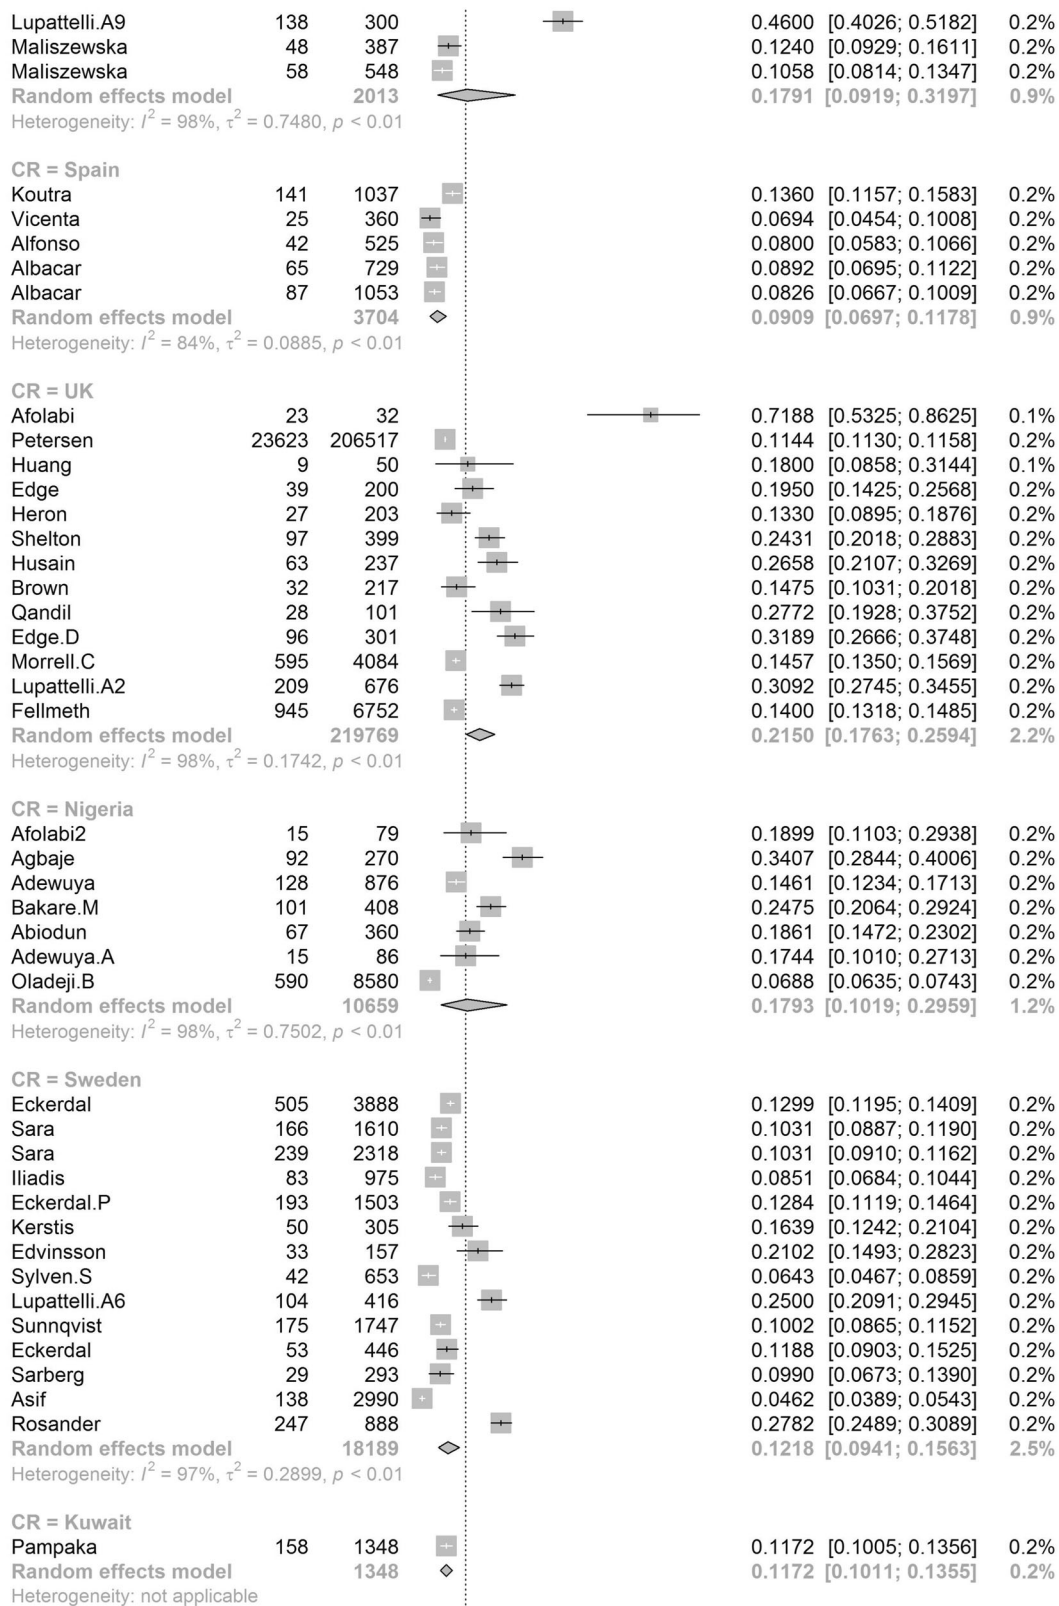 Lupattelli.A9 138 300 0.4600 [0.4026; 0.5182] 0.2%
Maliszewska 48 387 0.1240 [0.0929; 0.1611] 0.2%
Maliszewska 58 548 0.1058 [0.0814; 0.1347] 0.2%
Random effects model 2013 0.1791 [0.0919; 0.3197] 0.9%
Heterogeneity: I² = 98%, τ² = 0.7480, p < 0.01
CR = Spain
Koutra 141 1037 0.1360 [0.1157; 0.1583] 0.2%
Vicenta 25 360 0.0694 [0.0454; 0.1008] 0.2%
Alfonso 42 525 0.0800 [0.0583; 0.1066] 0.2%
Albacar 65 729 0.0892 [0.0695; 0.1122] 0.2%
Albacar 87 1053 0.0826 [0.0667; 0.1009] 0.2%
Random effects model 3704 0.0909 [0.0697; 0.1178] 0.9%
Heterogeneity: I² = 84%, τ² = 0.0885, p < 0.01
CR = UK
Afolabi 23 32 0.7188 [0.5325; 0.8625] 0.1%
Petersen 23623 206517 0.1144 [0.1130; 0.1158] 0.2%
Huang 9 50 0.1800 [0.0858; 0.3144] 0.1%
Edge 39 200 0.1950 [0.1425; 0.2568] 0.2%
Heron 27 203 0.1330 [0.0895; 0.1876] 0.2%
Shelton 97 399 0.2431 [0.2018; 0.2883] 0.2%
Husain 63 237 0.2658 [0.2107; 0.3269] 0.2%
Brown 32 217 0.1475 [0.1031; 0.2018] 0.2%
Qandil 28 101 0.2772 [0.1928; 0.3752] 0.2%
Edge.D 96 301 0.3189 [0.2666; 0.3748] 0.2%
Morrell.C 595 4084 0.1457 [0.1350; 0.1569] 0.2%
Lupattelli.A2 209 676 0.3092 [0.2745; 0.3455] 0.2%
Fellmeth 945 6752 0.1400 [0.1318; 0.1485] 0.2%
Random effects model 219769 0.2150 [0.1763; 0.2594] 2.2%
Heterogeneity: I² = 98%, τ² = 0.1742, p < 0.01
CR = Nigeria
Afolabi2 15 79 0.1899 [0.1103; 0.2938] 0.2%
Agbaje 92 270 0.3407 [0.2844; 0.4006] 0.2%
Adewuya 128 876 0.1461 [0.1234; 0.1713] 0.2%
Bakare.M 101 408 0.2475 [0.2064; 0.2924] 0.2%
Abiodun 67 360 0.1861 [0.1472; 0.2302] 0.2%
Adewuya.A 15 86 0.1744 [0.1010; 0.2713] 0.2%
Oladeji.B 590 8580 0.0688 [0.0635; 0.0743] 0.2%
Random effects model 10659 0.1793 [0.1019; 0.2959] 1.2%
Heterogeneity: I² = 98%, τ² = 0.7502, p < 0.01
CR = Sweden
Eckerdal 505 3888 0.1299 [0.1195; 0.1409] 0.2%
Sara 166 1610 0.1031 [0.0887; 0.1190] 0.2%
Sara 239 2318 0.1031 [0.0910; 0.1162] 0.2%
Iliadis 83 975 0.0851 [0.0684; 0.1044] 0.2%
Eckerdal.P 193 1503 0.1284 [0.1119; 0.1464] 0.2%
Kerstis 50 305 0.1639 [0.1242; 0.2104] 0.2%
Edvinsson 33 157 0.2102 [0.1493; 0.2823] 0.2%
Sylven.S 42 653 0.0643 [0.0467; 0.0859] 0.2%
Lupattelli.A6 104 416 0.2500 [0.2091; 0.2945] 0.2%
Sunnqvist 175 1747 0.1002 [0.0865; 0.1152] 0.2%
Eckerdal 53 446 0.1188 [0.0903; 0.1525] 0.2%
Sarberg 29 293 0.0990 [0.0673; 0.1390] 0.2%
Asif 138 2990 0.0462 [0.0389; 0.0543] 0.2%
Rosander 247 888 0.2782 [0.2489; 0.3089] 0.2%
Random effects model 18189 0.1218 [0.0941; 0.1563] 2.5%
Heterogeneity: I² = 97%, τ² = 0.2899, p < 0.01
CR = Kuwait
Pampaka 158 1348 0.1172 [0.1005; 0.1356] 0.2%
Random effects model 1348 0.1172 [0.1011; 0.1355] 0.2%
Heterogeneity: not applicable